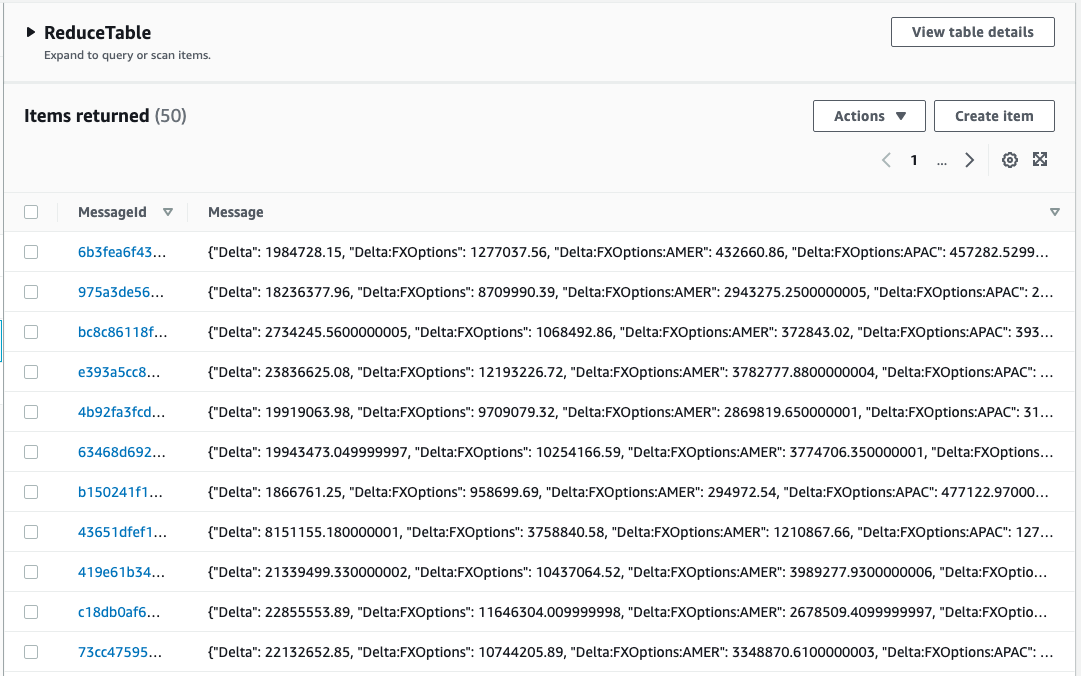 ReduceTable
View table details
Expand to query or scan items.
Items returned (50)
Actions
Create item
1 ...
MessageId Message
6b3fea6f43... {"Delta": 1984728.15, "Delta:FXOptions": 1277037.56, "Delta:FXOptions:AMER": 432660.86, "Delta:FXOptions:APAC": 457282.5299...
975a3de56... {"Delta": 18236377.96, "Delta:FXOptions": 8709990.39, "Delta:FXOptions:AMER": 2943275.2500000005, "Delta:FXOptions:APAC": 2...
bc8c86118f... {"Delta": 2734245.5600000005, "Delta:FXOptions": 1068492.86, "Delta:FXOptions:AMER": 372843.02, "Delta:FXOptions:APAC": 393...
e393a5cc8... {"Delta": 23836625.08, "Delta:FXOptions": 12193226.72, "Delta:FXOptions:AMER": 3782777.8800000004, "Delta:FXOptions:APAC": ...
4b92fa3fcd... {"Delta": 19919063.98, "Delta:FXOptions": 9709079.32, "Delta:FXOptions:AMER": 2869819.650000001, "Delta:FXOptions:APAC": 31...
63468d692... {"Delta": 19943473.049999997, "Delta:FXOptions": 10254166.59, "Delta:FXOptions:AMER": 3774706.350000001, "Delta:FXOptions...
b150241f1... {"Delta": 1866761.25, "Delta:FXOptions": 958699.69, "Delta:FXOptions:AMER": 294972.54, "Delta:FXOptions:APAC": 477122.97000...
43651dfef1... {"Delta": 8151155.180000001, "Delta:FXOptions": 3758840.58, "Delta:FXOptions:AMER": 1210867.66, "Delta:FXOptions:APAC": 127...
419e61b34... {"Delta": 21339499.330000002, "Delta:FXOptions": 10437064.52, "Delta:FXOptions:AMER": 3989277.9300000006, "Delta:FXOptio...
c18db0af6... {"Delta": 22855553.89, "Delta:FXOptions": 11646304.009999998, "Delta:FXOptions:AMER": 2678509.4099999997, "Delta:FXOptio...
73cc47595... {"Delta": 22132652.85, "Delta:FXOptions": 10744205.89, "Delta:FXOptions:AMER": 3348870.6100000003, "Delta:FXOptions:APAC": ...